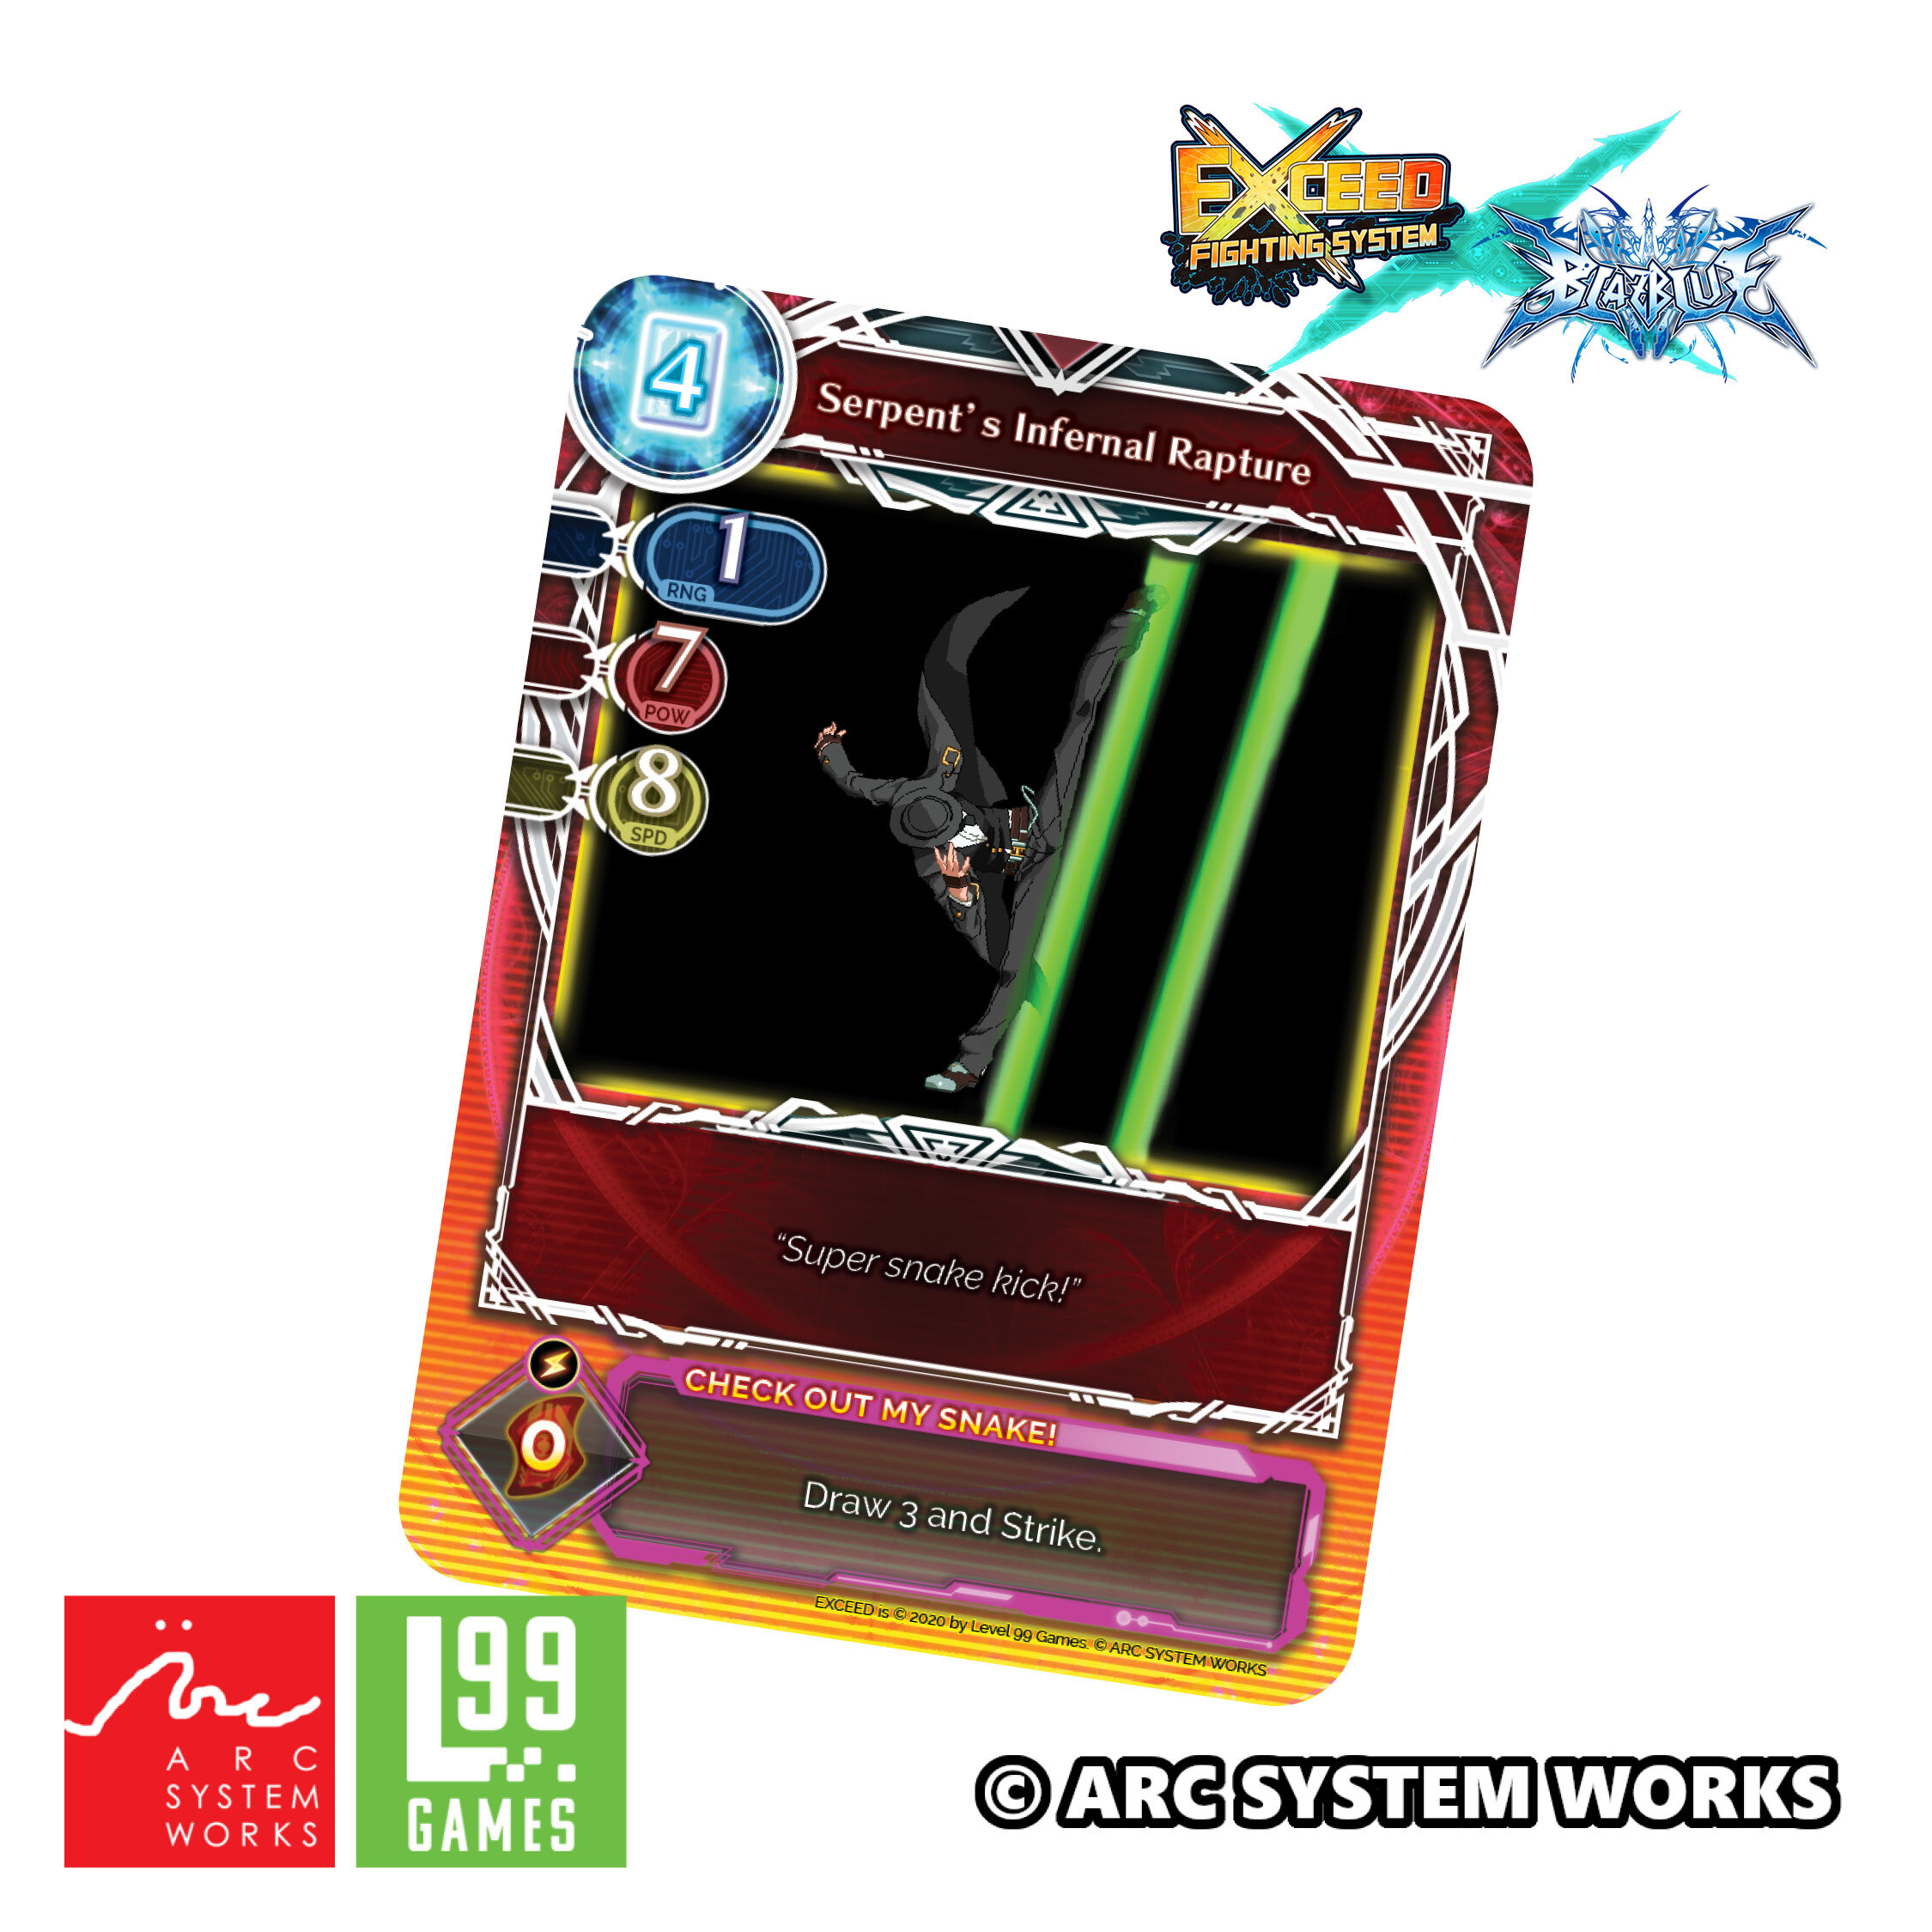 EXCEED
FIGHTING SYSTEM
BLAZBLUE
4
Serpent's Infernal Rapture
1
RNG
7
POW
8
SPD
“Super snake kick!”
CHECK OUT MY SNAKE!
0
Draw 3 and Strike.
EXCEED is © 2020 by Level 99 Games. © ARC SYSTEM WORKS
Arc
ARC
SYSTEM
WORKS
L99
GAMES
© ARC SYSTEM WORKS